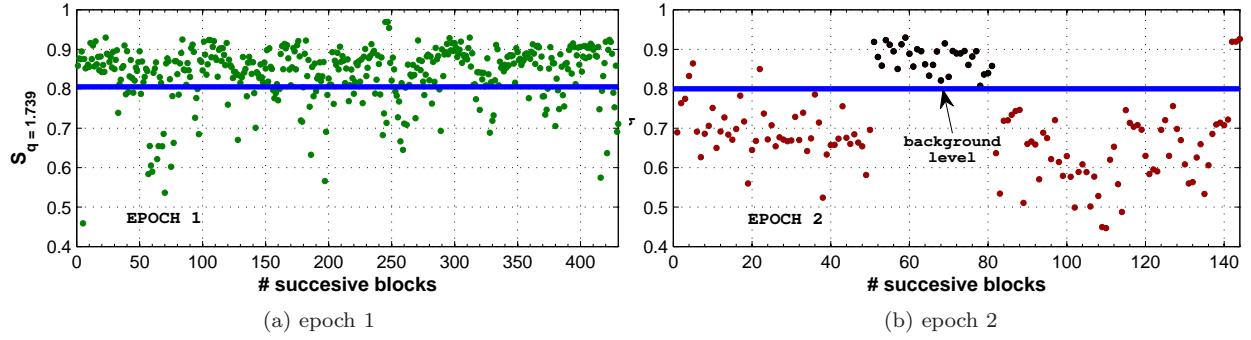 1
0.9
0.8
0.7
0.6
0.5
0.4
S q = 1.739
EPOCH 1
0 50 100 150 200 250 300 350 400
# succesive blocks
(a) epoch 1
1
0.9
0.8
0.7
0.6
0.5
0.4
q
background
level
EPOCH 2
0 20 40 60 80 100 120 140
# succesive blocks
(b) epoch 2